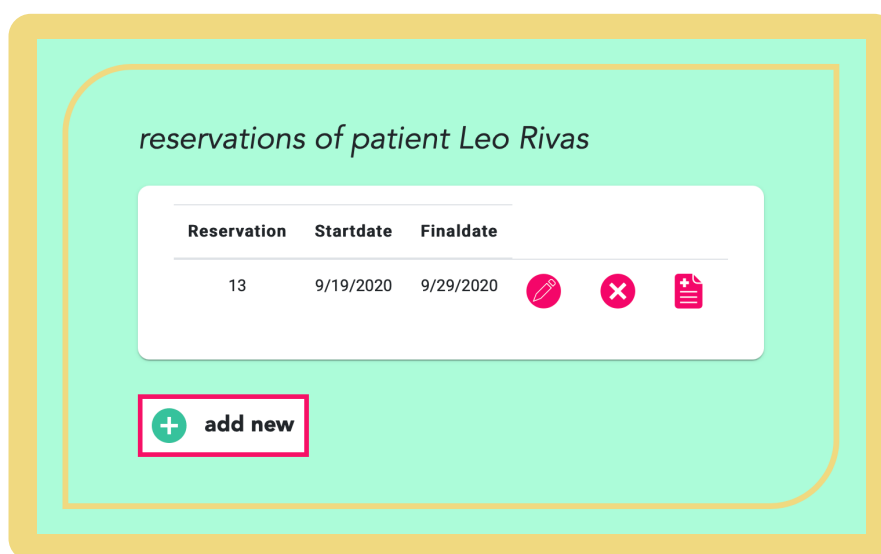 reservations of patient Leo Rivas
Reservation Startdate Finaldate
13 9/19/2020 9/29/2020
add new